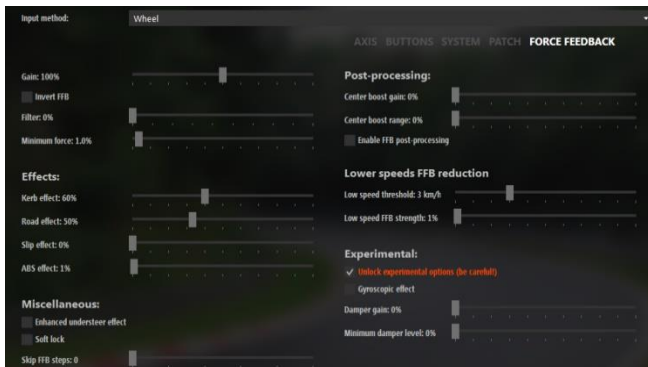 Input method: Wheel
AXIS BUTTONS SYSTEM PATCH FORCE FEEDBACK
Gain: 100%
Invert FFB
Filter: 0%
Minimum force: 1.0%
Effects:
Kerb effect: 60%
Road effect: 50%
Slip effect: 0%
ABS effect: 1%
Miscellaneous:
Enhanced understeer effect
Soft lock
Skip FFB steps: 0
Post-processing:
Center boost gain: 0%
Center boost range: 0%
Enable FFB post-processing
Lower speeds FFB reduction
Low speed threshold: 3 km/h
Low speed FFB strength: 1%
Experimental:
Unlock experimental options (be careful!)
Gyroscopic effect
Damper gain: 0%
Minimum damper level: 0%